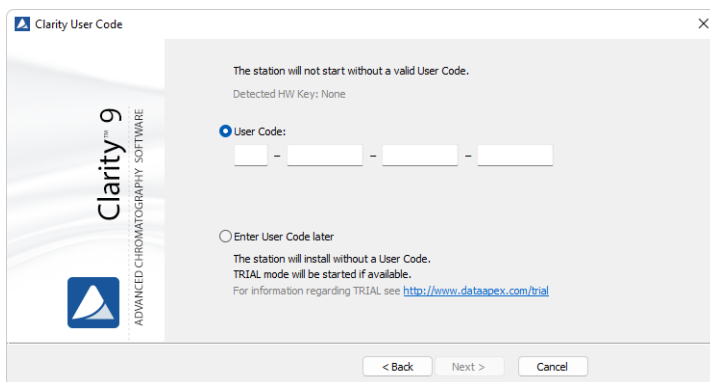 Clarity User Code
The station will not start without a valid User Code.
Detected HW Key: None
User Code:
– – –
Enter User Code later
The station will install without a User Code.
TRIAL mode will be started if available.
For information regarding TRIAL see http://www.dataapex.com/trial
Clarity™ 9
ADVANCED CHROMATOGRAPHY SOFTWARE
< Back Next > Cancel